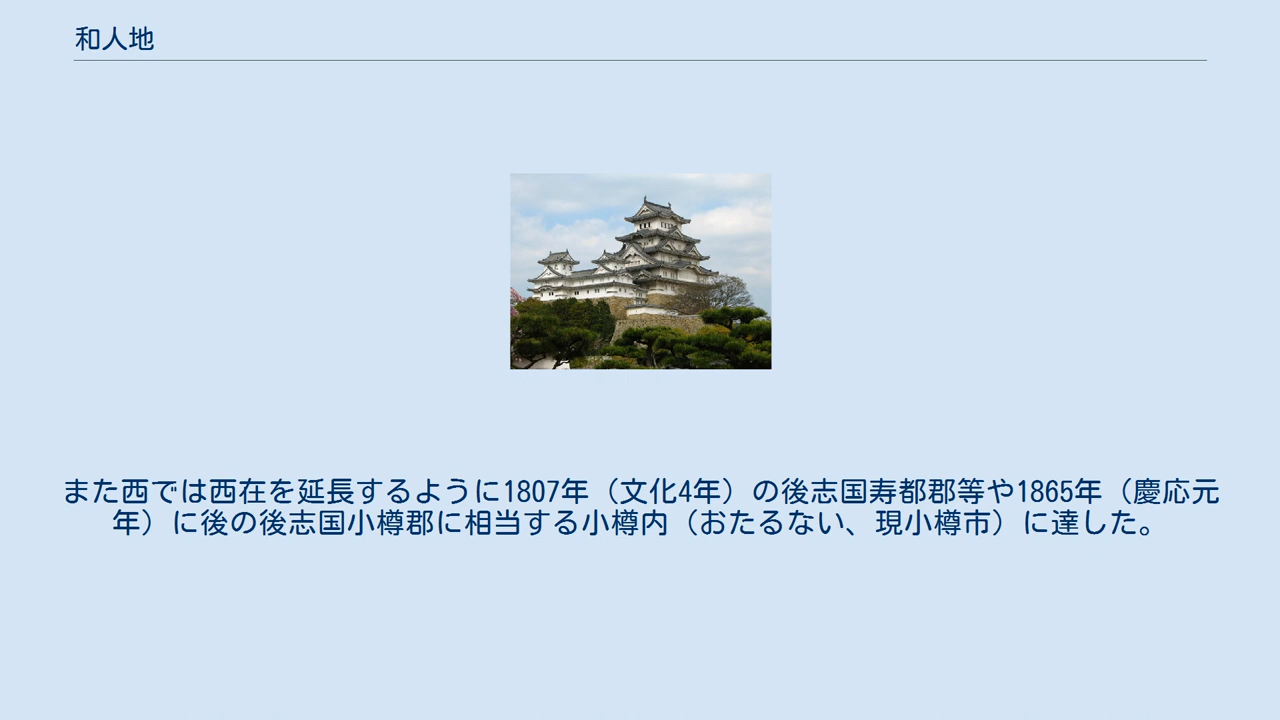 和人地
また西では西在を延長するように1807年（文化4年）の後志国寿都郡等や1865年（慶応元
年）に後の後志国小樽郡に相当する小樽内（おたるない、現小樽市）に達した。